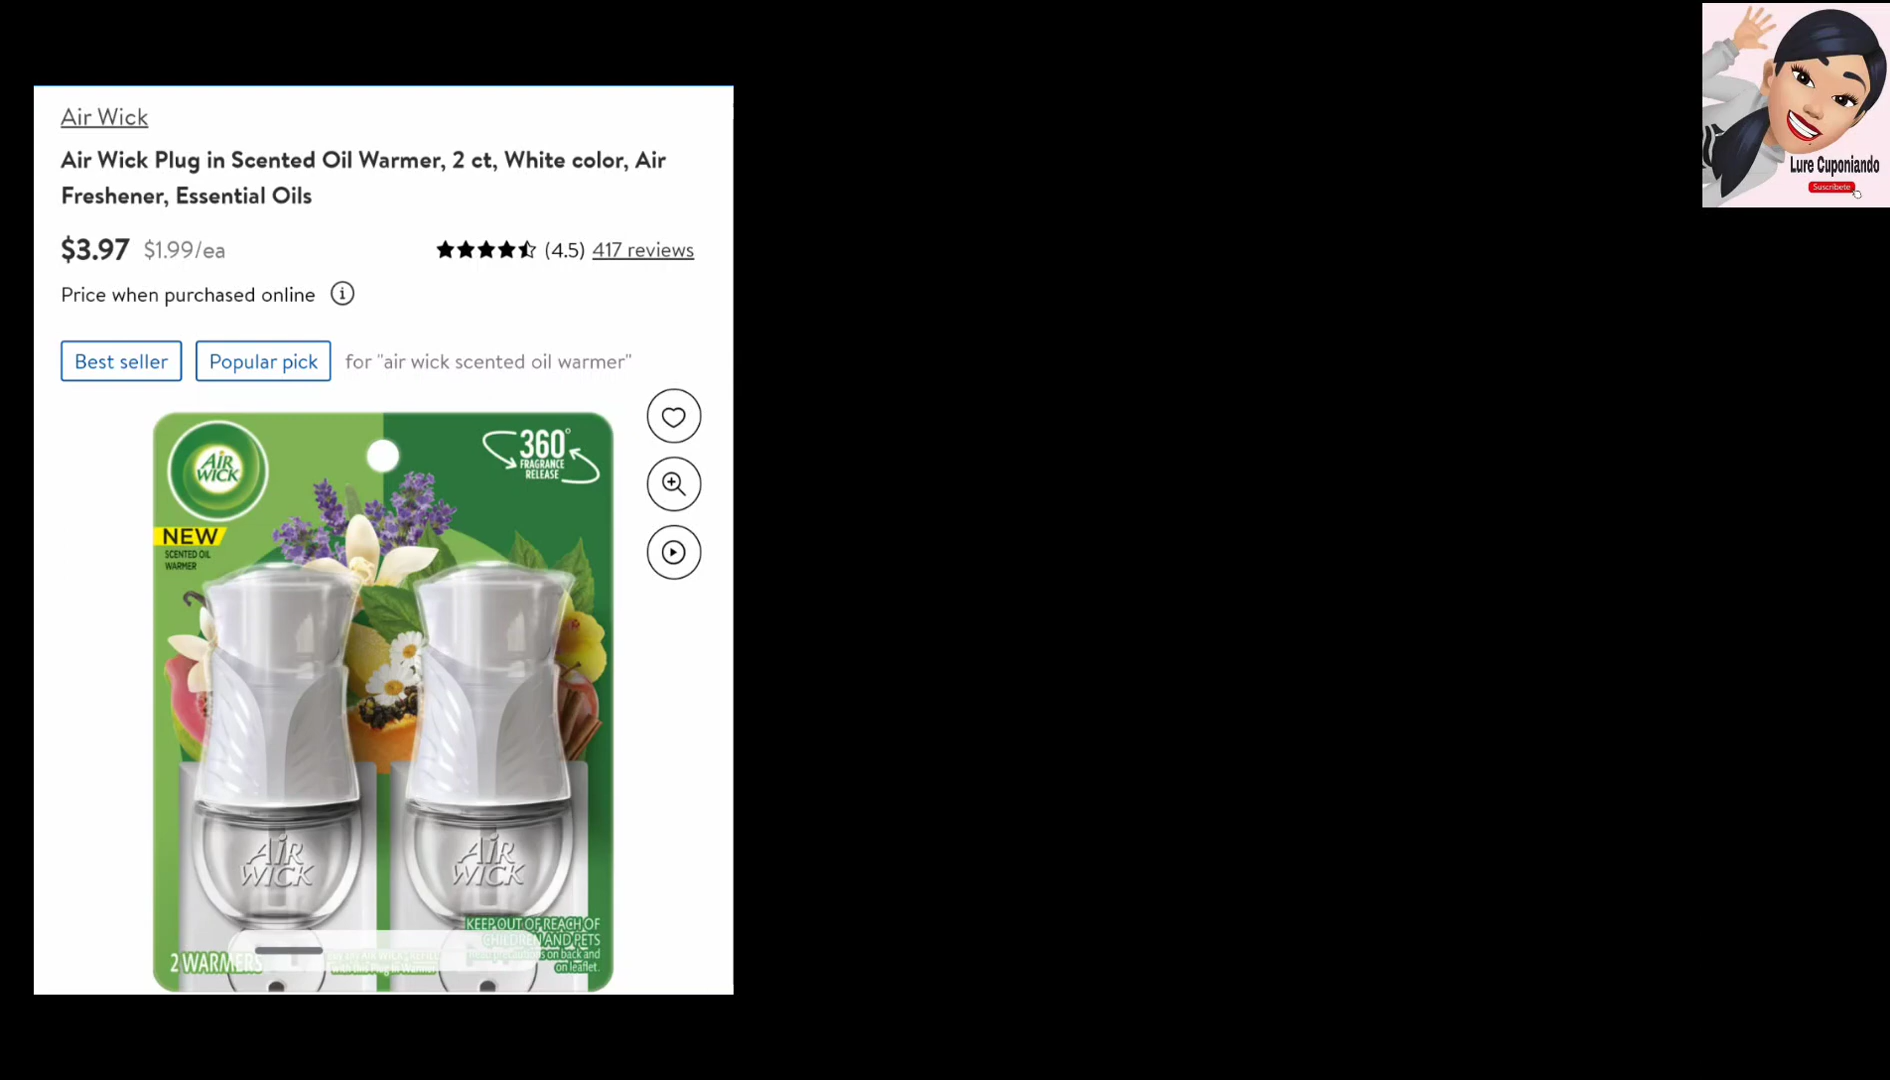 Air Wick
Air Wick Plug in Scented Oil Warmer, 2 ct, White color, Air
Freshener, Essential Oils
$3.97 $1.99/ea
(4.5) 417 reviews
Price when purchased online
Best seller
Popular pick
for "air wick scented oil warmer"
AIR
WICK
360°
FRAGRANCE
RELEASE
NEW
SCENTED OIL
WARMER
AIR
WICK
AIR
WICK
KEEP OUT OF REACH OF
CHILDREN AND PETS
on back and
on leaflet.
2 WARMERS
Lure Cuponiando
Suscribete